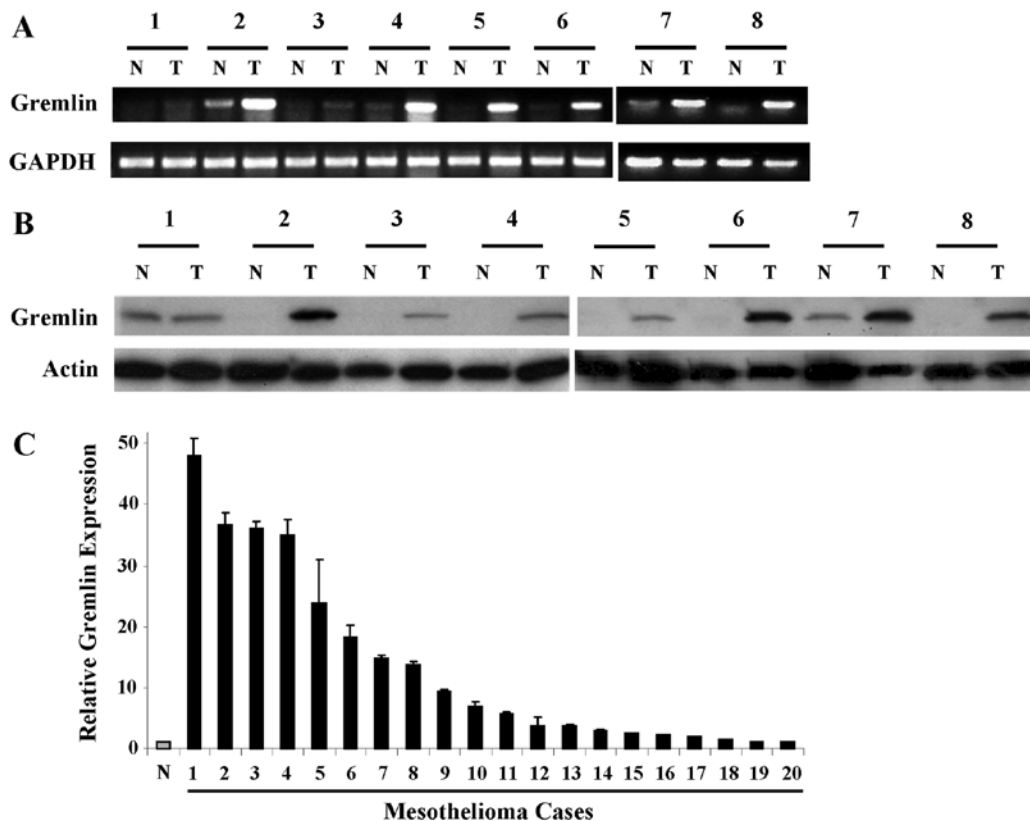 A
1 2 3 4 5 6 7 8
N T N T N T N T N T N T N T N T
Gremlin
GAPDH
B
1 2 3 4 5 6 7 8
N T N T N T N T N T N T N T N T
Gremlin
Actin
C
Relative Gremlin Expression
50
40
30
20
10
0
N 1 2 3 4 5 6 7 8 9 10 11 12 13 14 15 16 17 18 19 20
Mesothelioma Cases